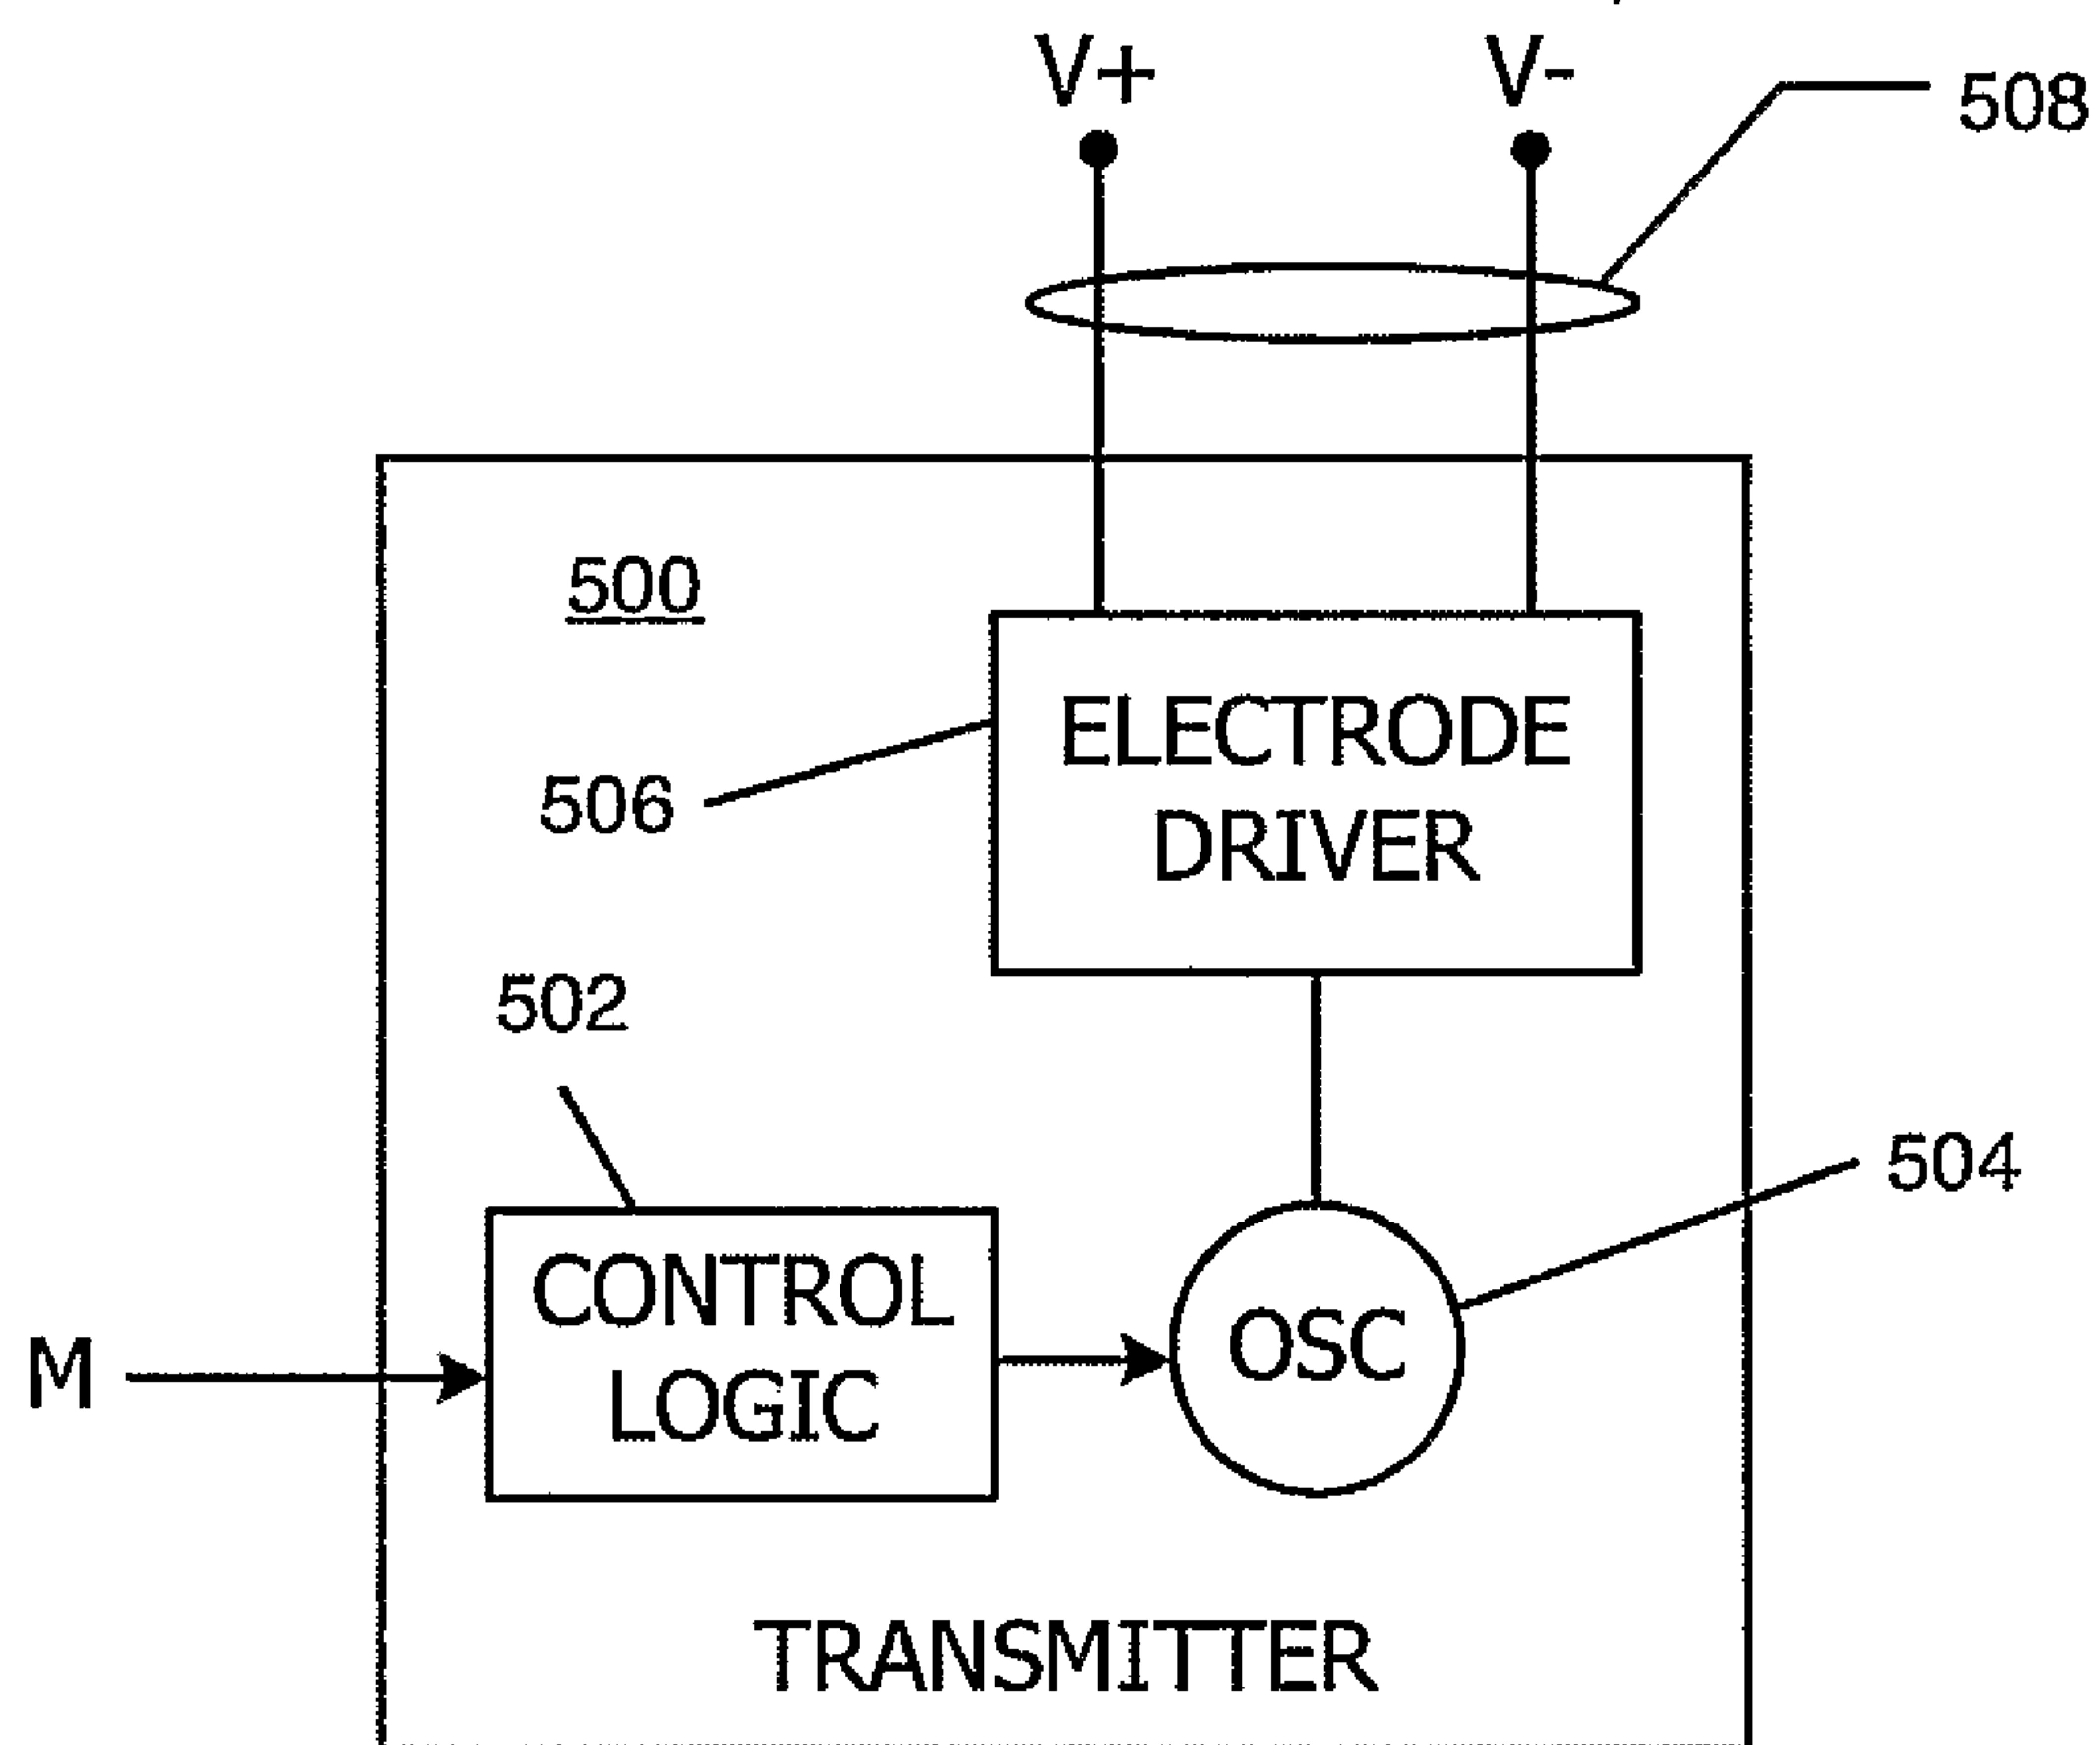 V+
V-
508
500
ELECTRODE
DRIVER
506
502
504
CONTROL
LOGIC
OSC
M
TRANSMITTER